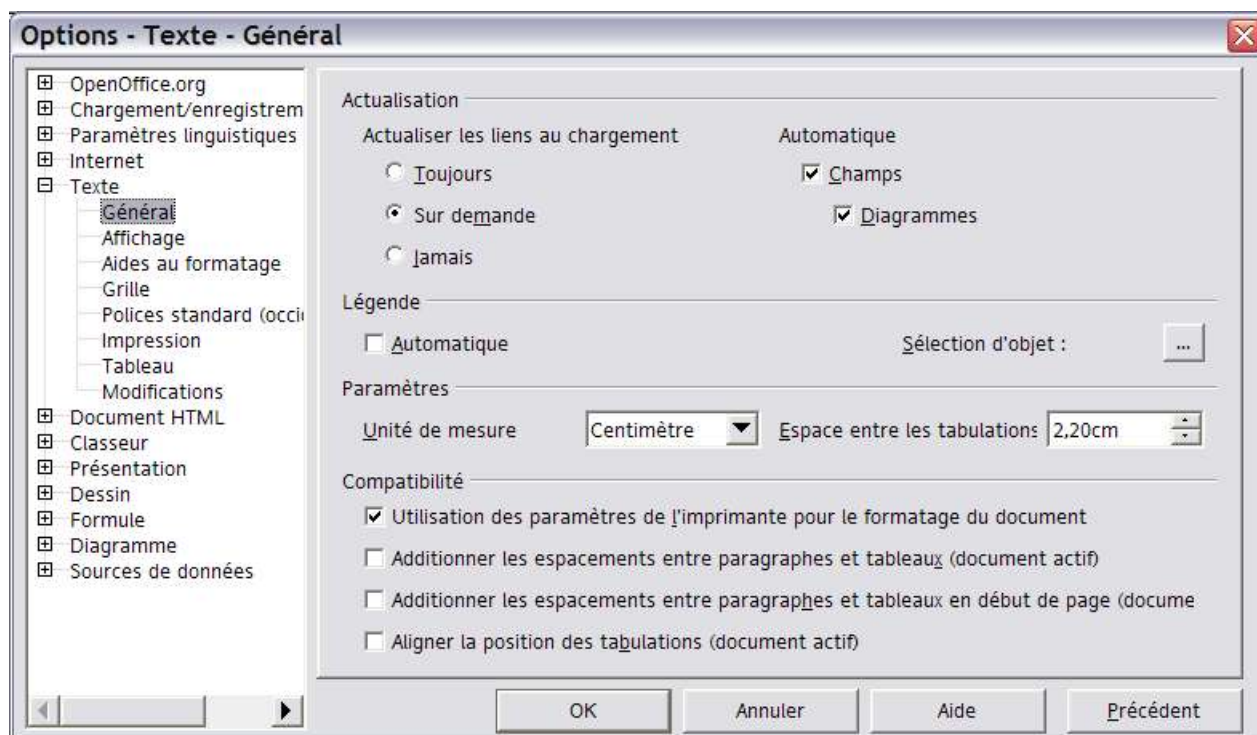 Options - Texte - Général
OpenOffice.org
Chargement/enregistrem
Paramètres linguistiques
Internet
Texte
Général
Affichage
Aides au formatage
Grille
Polices standard (occi
Impression
Tableau
Modifications
Document HTML
Classeur
Présentation
Dessin
Formule
Diagramme
Sources de données
Actualisation
Actualiser les liens au chargement
Automatique
Toujours
Champs
Sur demande
Diagrammes
Jamais
Légende
Automatique
Sélection d'objet :
...
Paramètres
Unité de mesure
Centimètre
Espace entre les tabulations
2,20cm
Compatibilité
Utilisation des paramètres de l'imprimante pour le formatage du document
Additionner les espacements entre paragraphes et tableaux (document actif)
Additionner les espacements entre paragraphes et tableaux en début de page (docume
Aligner la position des tabulations (document actif)
OK
Annuler
Aide
Précédent